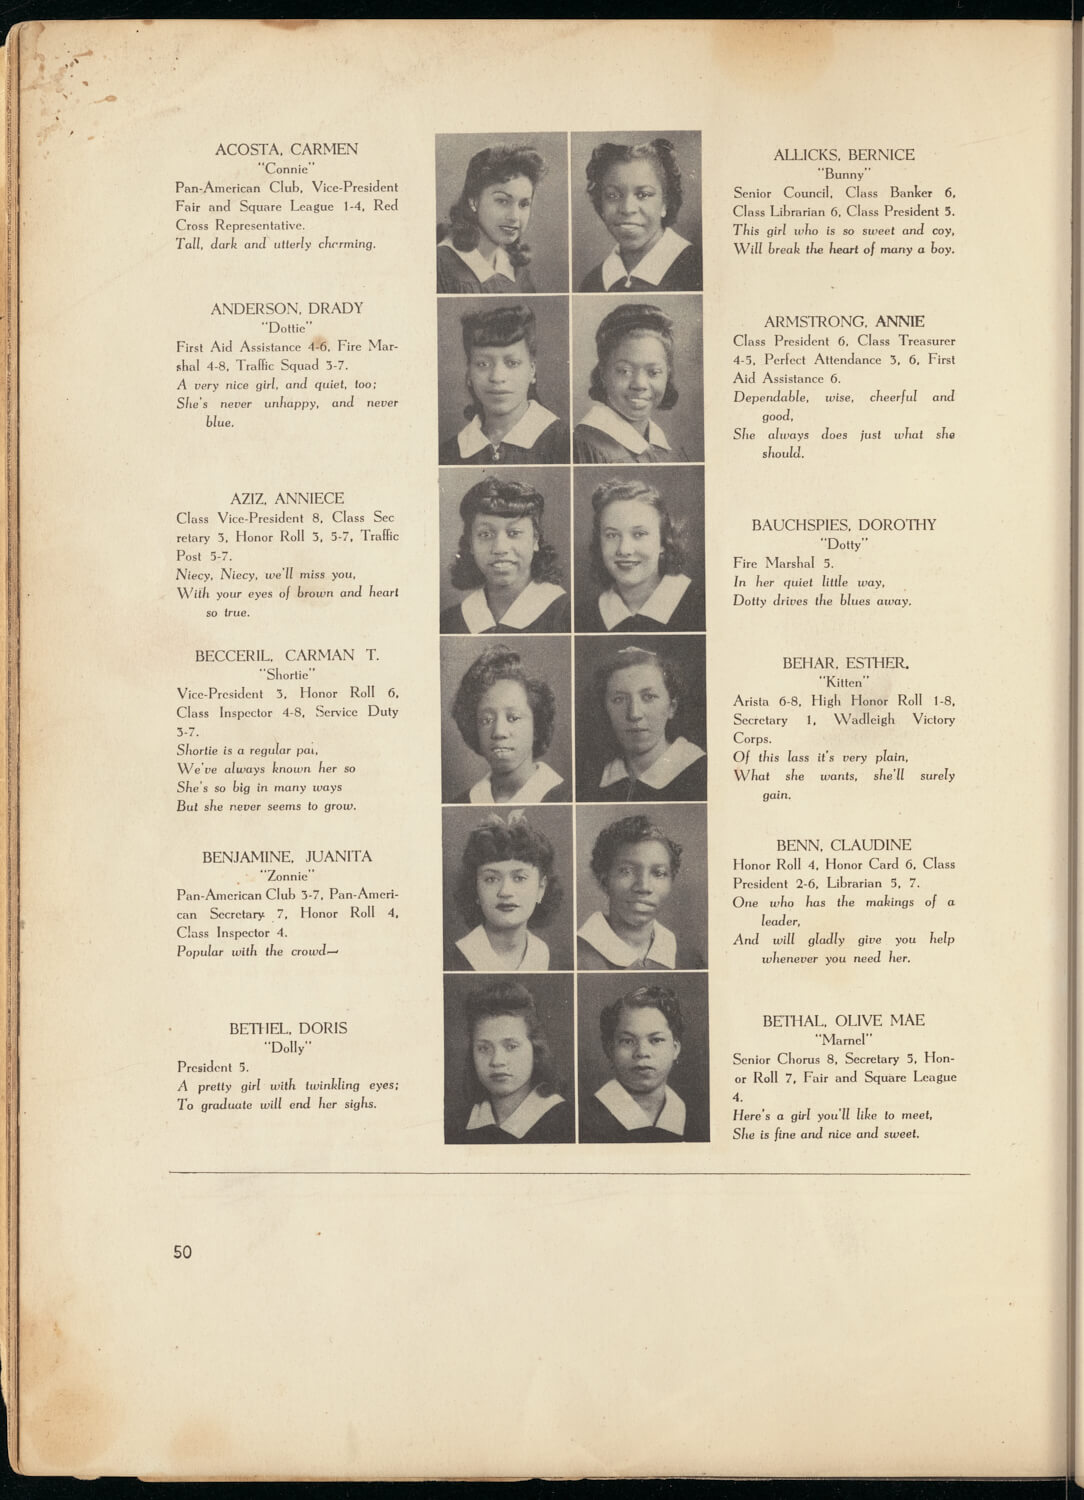 ACOSTA, CARMEN
"Connie"
Pan-American Club, Vice-President
Fair and Square League 1-4, Red
Cross Representative.
Tall, dark and utterly charming.
ANDERSON, DRADY
"Dottie"
First Aid Assistance 4-6, Fire Mar-
shal 4-8, Traffic Squad 3-7.
A very nice girl, and quiet, too;
She's never unhappy, and never
blue.
AZIZ, ANNIECE
Class Vice-President 8, Class Sec
retary 3, Honor Roll 3, 5-7, Traffic
Post 5-7.
Niecy, Niecy, we'll miss you,
With your eyes of brown and heart
so true.
BECCERIL, CARMAN T.
"Shortie"
Vice-President 3, Honor Roll 6,
Class Inspector 4-8, Service Duty
3-7.
Shortie is a regular pal,
We've always known her so
She's so big in many ways
But she never seems to grow.
BENJAMINE, JUANITA
"Zonnie"
Pan-American Club 3-7, Pan-Ameri-
can Secretary 7, Honor Roll 4,
Class Inspector 4.
Popular with the crowd—
BETHEL, DORIS
"Dolly"
President 5.
A pretty girl with twinkling eyes;
To graduate will end her sighs.
ALLICKS, BERNICE
"Bunny"
Senior Council, Class Banker 6,
Class Librarian 6, Class President 5.
This girl who is so sweet and coy,
Will break the heart of many a boy.
ARMSTRONG, ANNIE
Class President 6, Class Treasurer
4-5, Perfect Attendance 3, 6, First
Aid Assistance 6.
Dependable, wise, cheerful and
good,
She always does just what she
should.
BAUCHSPIES, DOROTHY
"Dotty"
Fire Marshal 5.
In her quiet little way,
Dotty drives the blues away.
BEHAR, ESTHER.
"Kitten"
Arista 6-8, High Honor Roll 1-8,
Secretary 1, Wadleigh Victory
Corps.
Of this lass it's very plain,
What she wants, she'll surely
gain.
BENN, CLAUDINE
Honor Roll 4, Honor Card 6, Class
President 2-6, Librarian 5, 7.
One who has the makings of a
leader,
And will gladly give you help
whenever you need her.
BETHAL, OLIVE MAE
"Marnel"
Senior Chorus 8, Secretary 5, Hon-
or Roll 7, Fair and Square League
4.
Here's a girl you'll like to meet,
She is fine and nice and sweet.
50